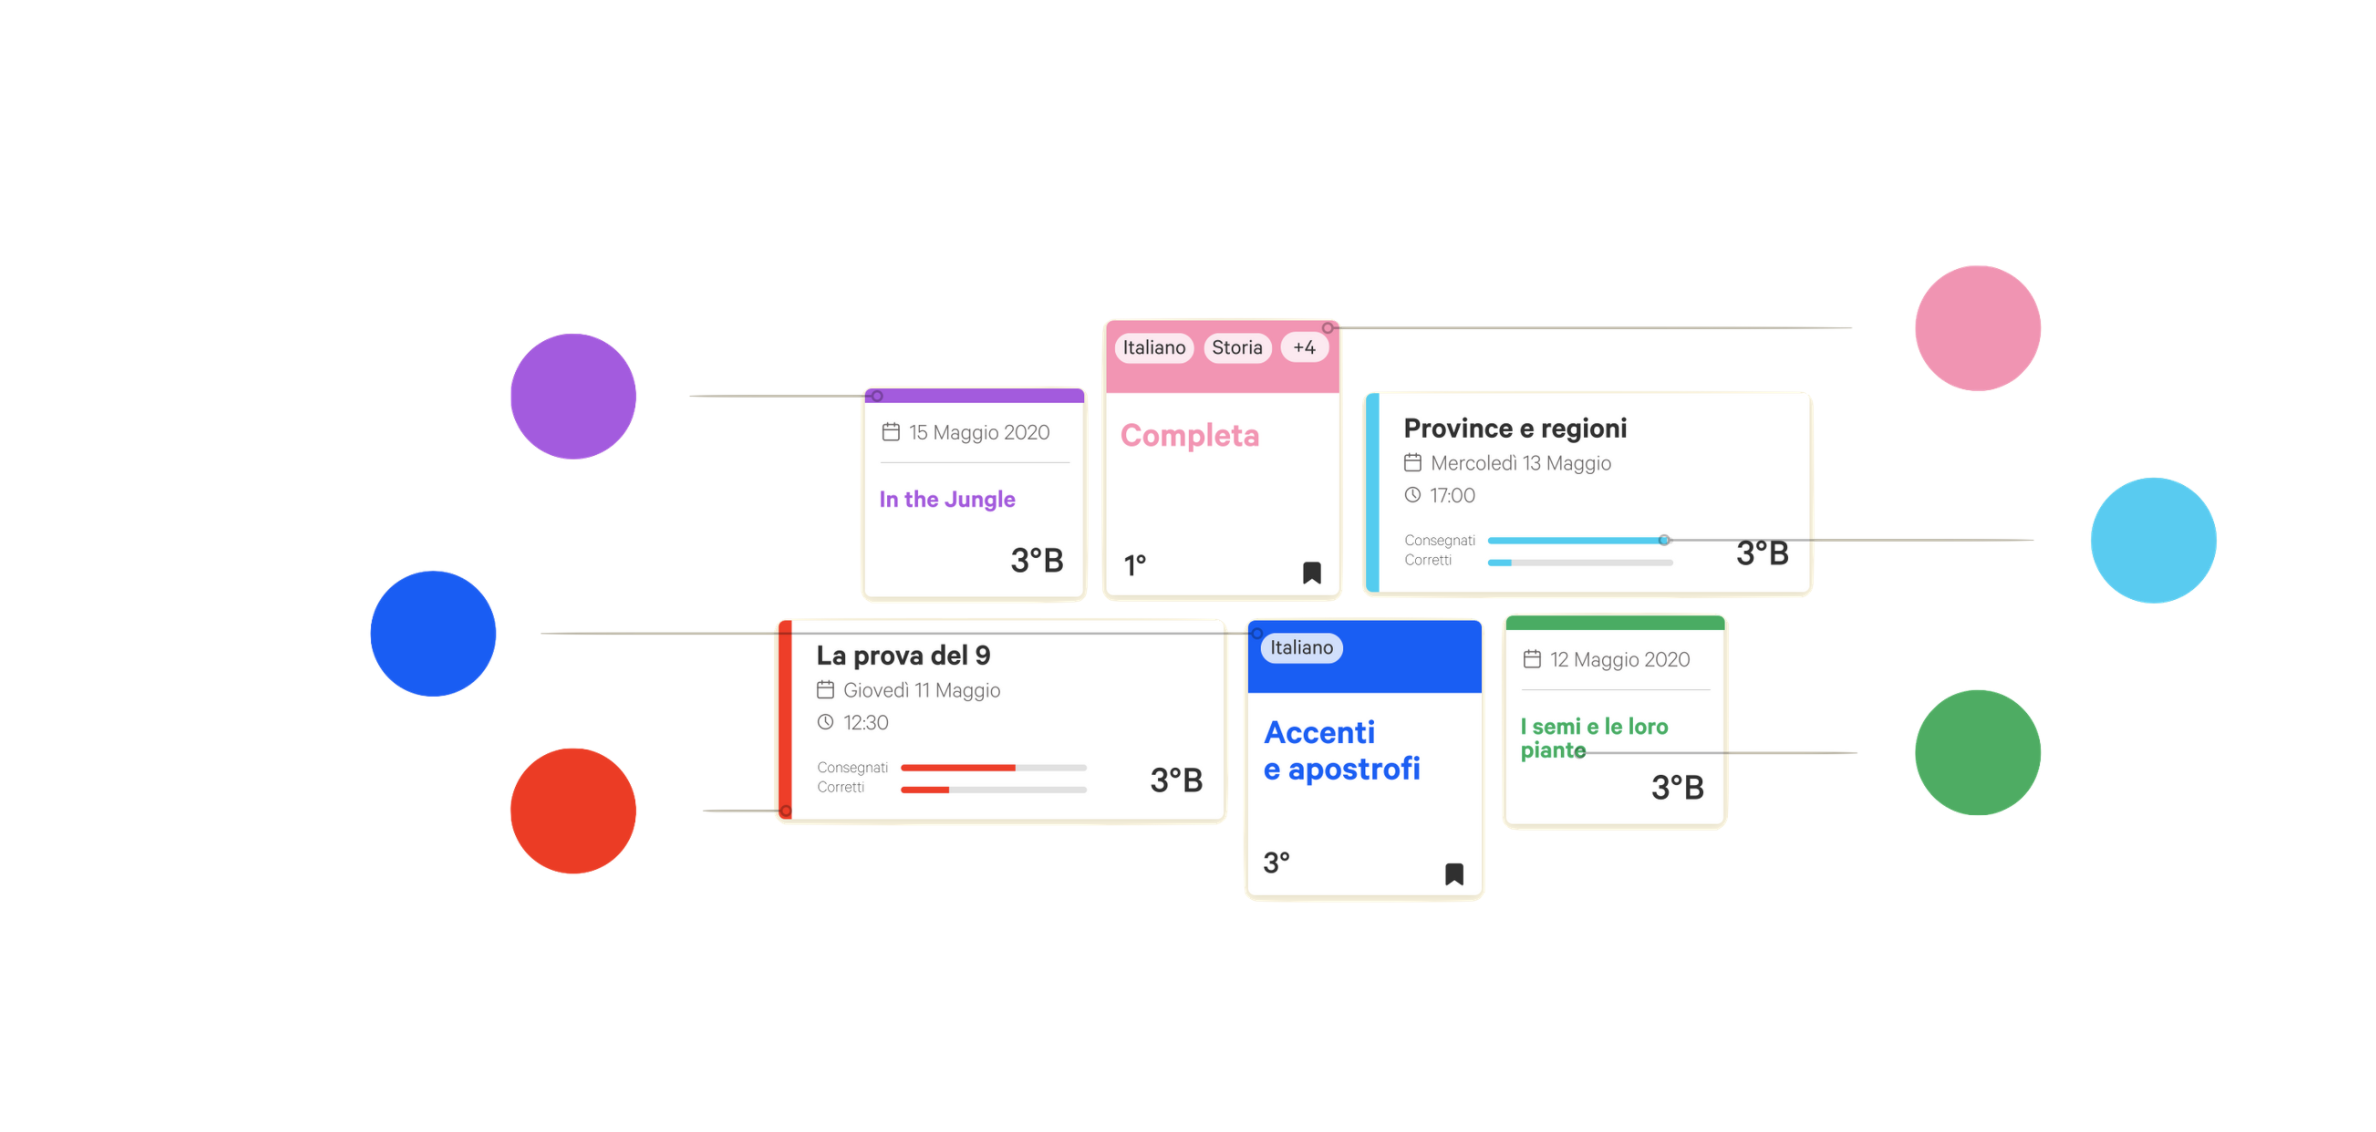 15 Maggio 2020
In the Jungle
3°B
Italiano Storia +4
Completa
1°
Province e regioni
Mercoledì 13 Maggio
17:00
Consegnati
Corretti
3°B
La prova del 9
Giovedì 11 Maggio
12:30
Consegnati
Corretti
3°B
Italiano
Accenti
e apostrofi
3°
12 Maggio 2020
I semi e le loro
piante
3°B